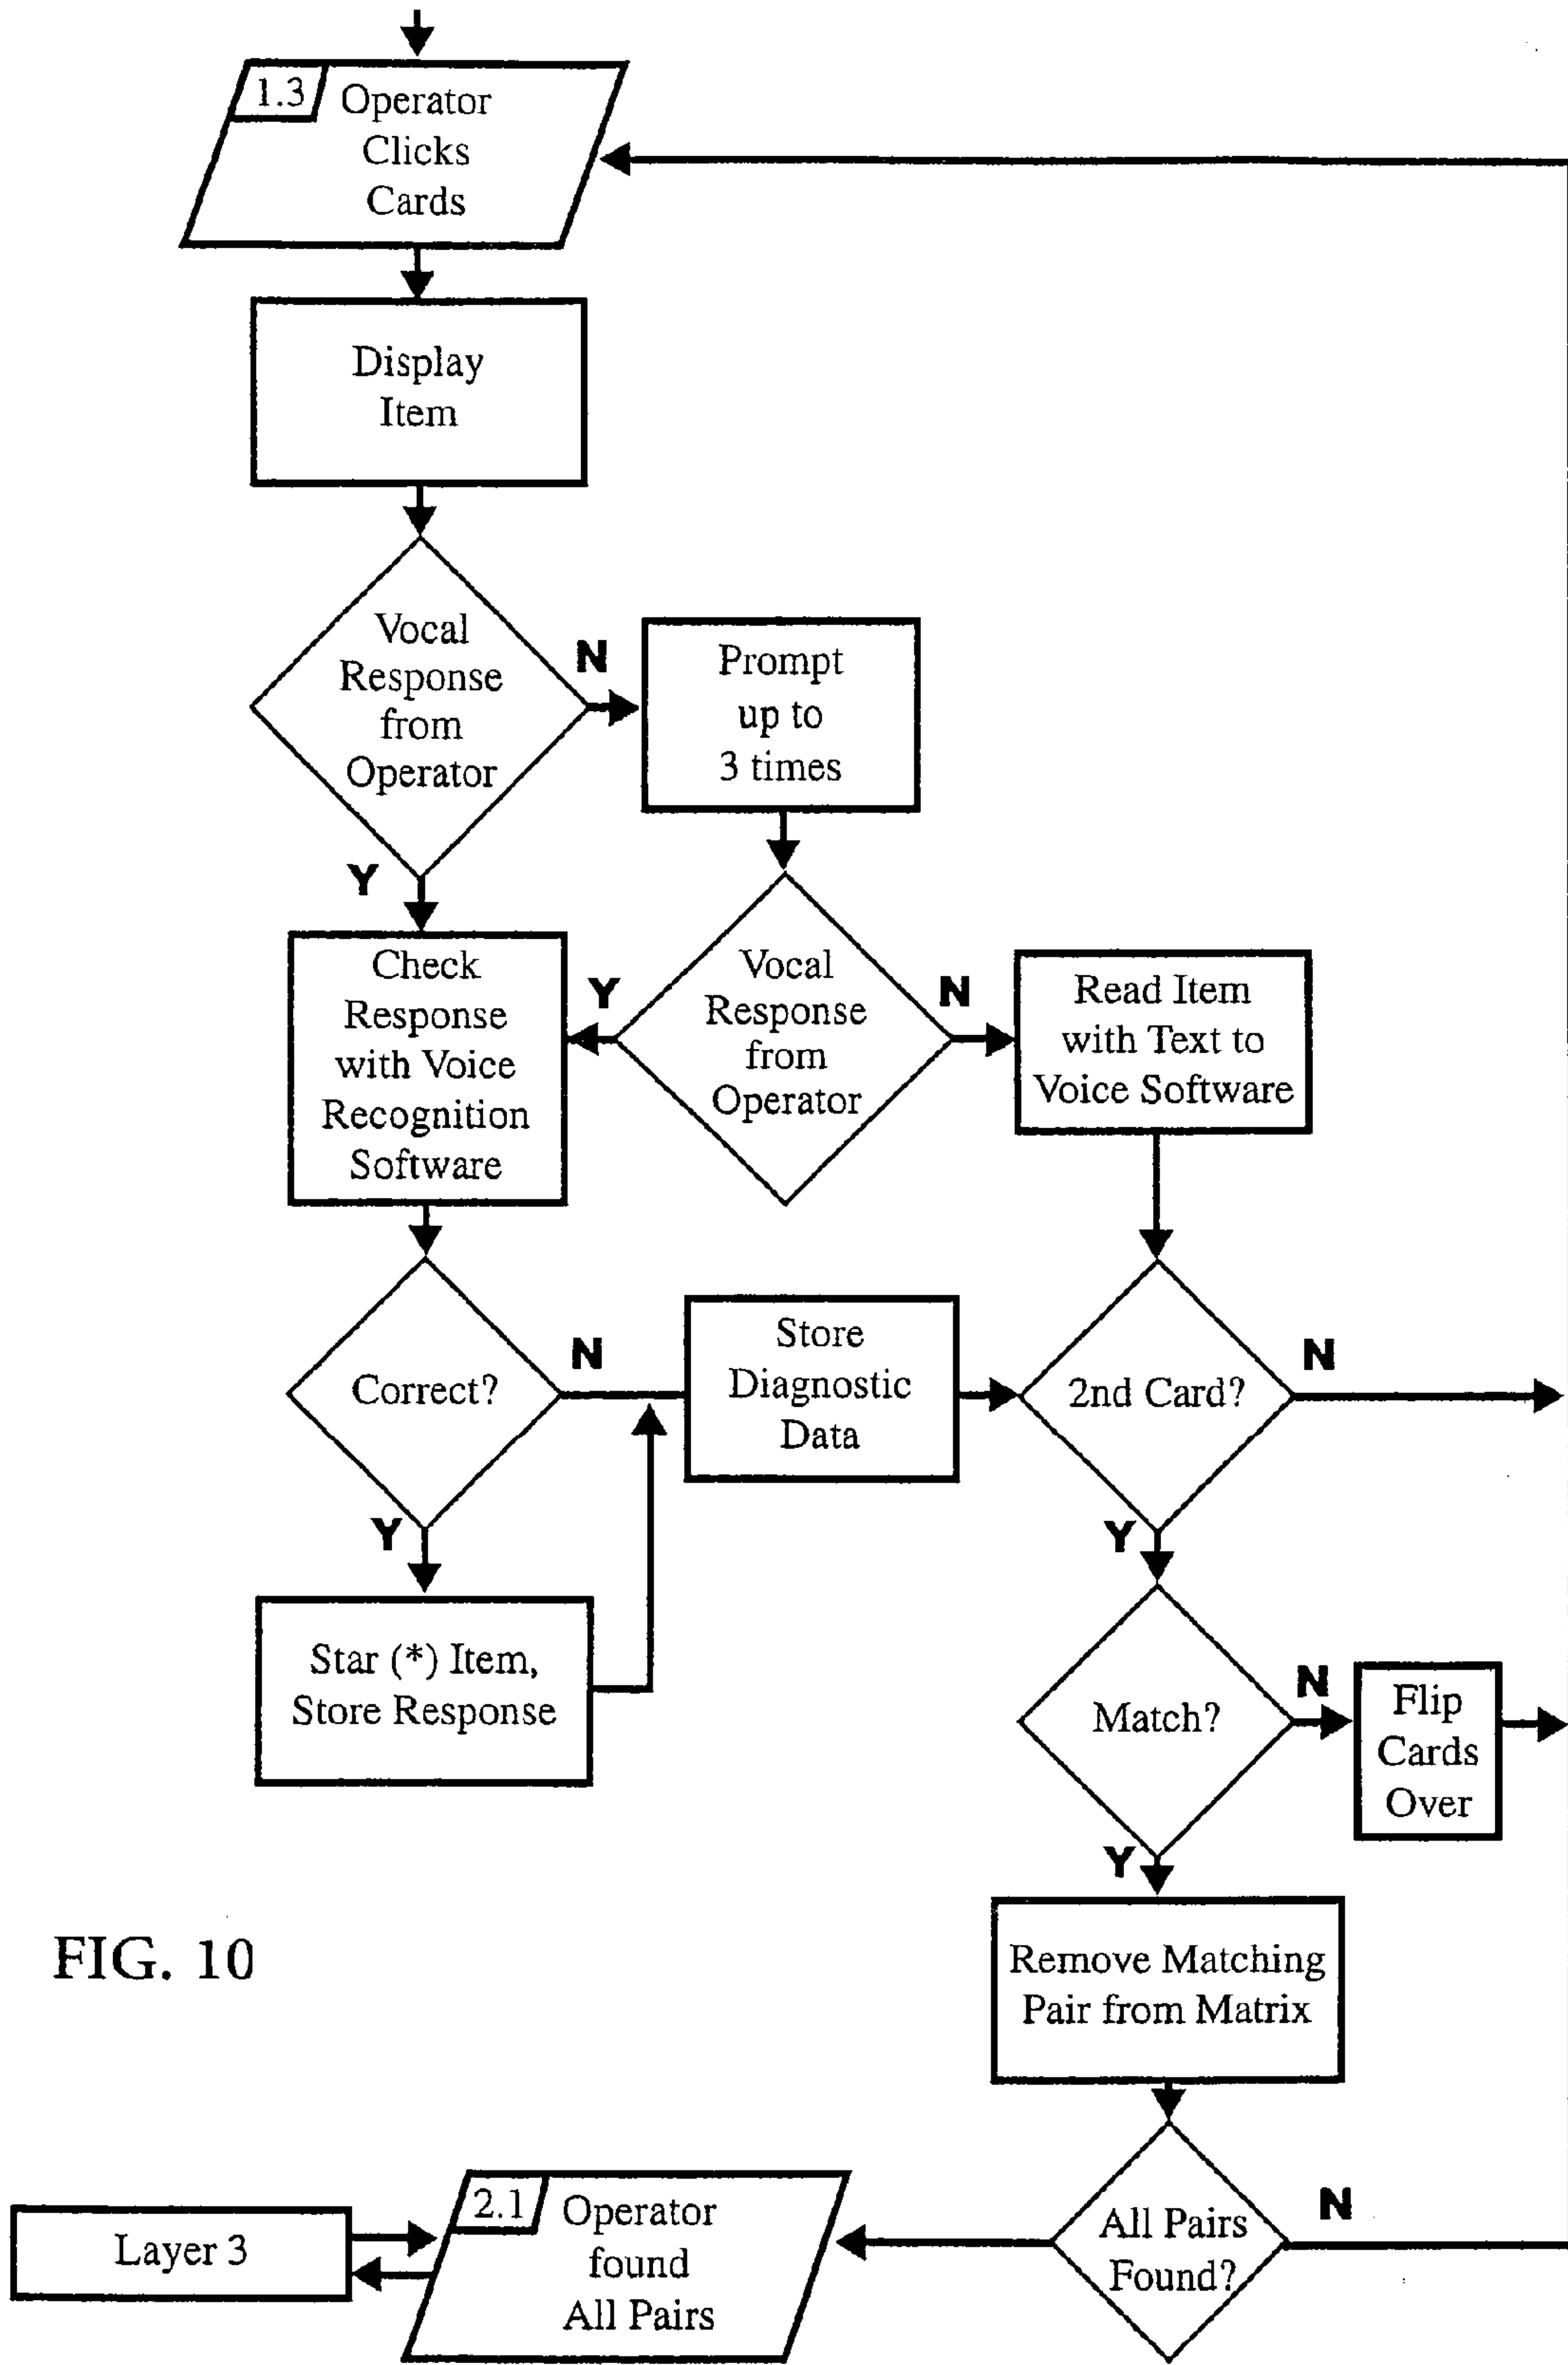 1.3
Operator
Clicks
Cards
Display
Item
Vocal
Response
from
Operator
N
Y
Prompt
up to
3 times
Vocal
Response
from
Operator
Y
N
Check
Response
with Voice
Recognition
Software
Read Item
with Text to
Voice Software
Correct?
N
Y
Store
Diagnostic
Data
2nd Card?
N
Y
Star (*) Item,
Store Response
Match?
N
Y
Flip
Cards
Over
Remove Matching
Pair from Matrix
FIG. 10
All Pairs
Found?
N
2.1
Operator
found
All Pairs
Layer 3